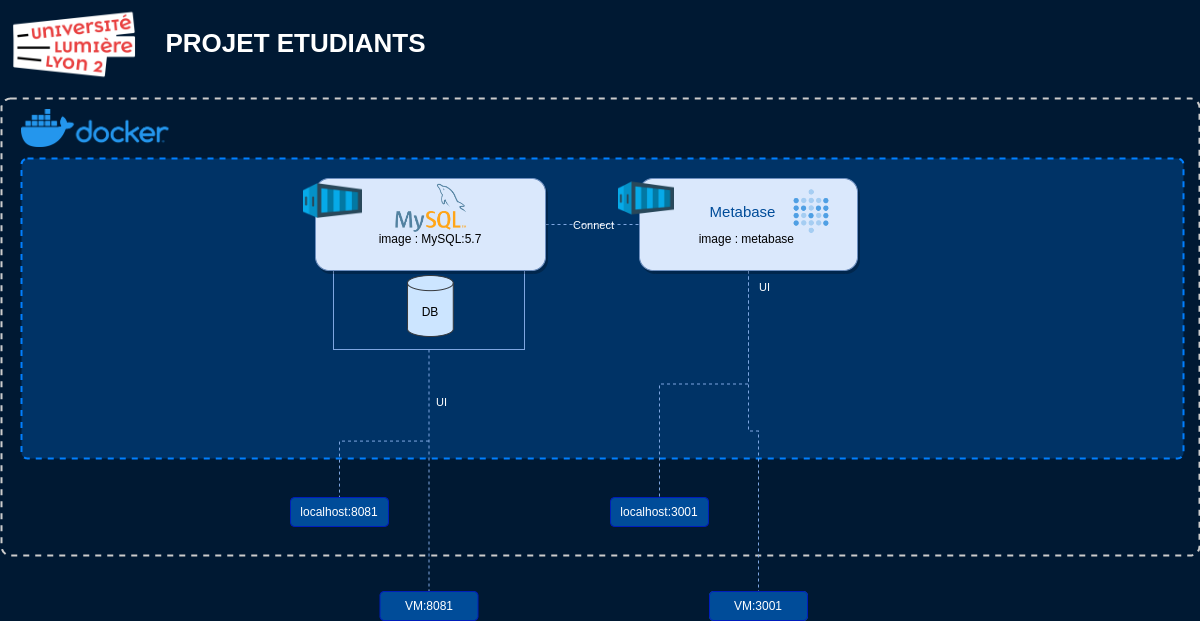 UNIVERSITÉ
LUMIÈRE
LYON 2
PROJET ETUDIANTS
docker
MySQL
image : MySQL:5.7
Connect
Metabase
image : metabase
DB
UI
UI
localhost:8081
localhost:3001
VM:8081
VM:3001